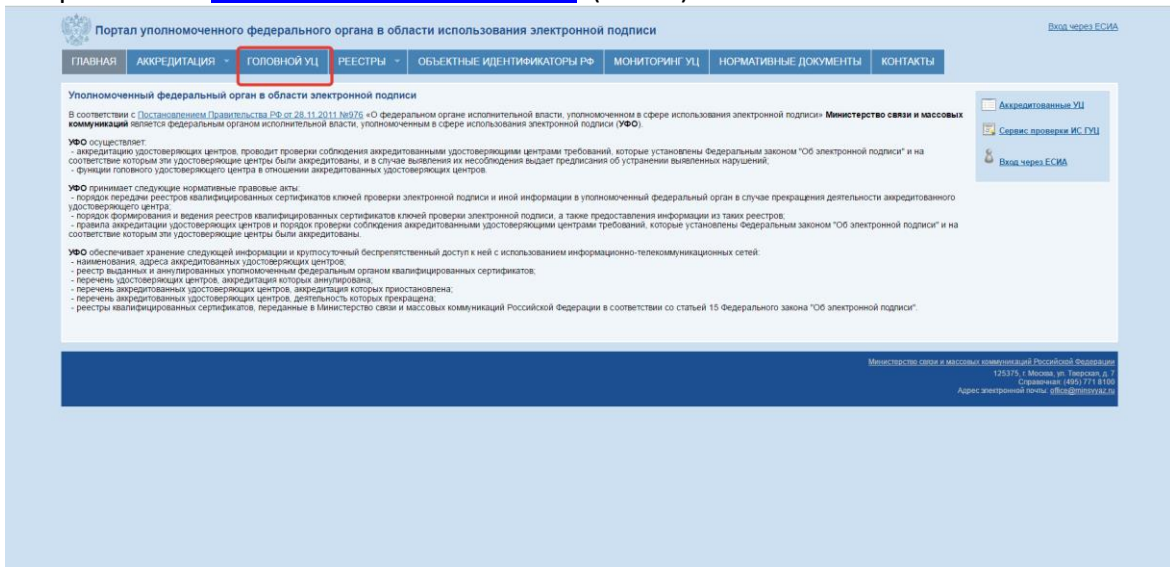 Портал уполномоченного федерального органа в области использования электронной подписи
Вход через ЕСИА
ГЛАВНАЯ АККРЕДИТАЦИЯ ГОЛОВНОЙ УЦ РЕЕСТРЫ ОБЪЕКТНЫЕ ИДЕНТИФИКАТОРЫ РФ МОНИТОРИНГ УЦ НОРМАТИВНЫЕ ДОКУМЕНТЫ КОНТАКТЫ
Уполномоченный федеральный орган в области электронной подписи
В соответствии с Постановлением Правительства РФ от 28.11.2011 №976 «О федеральном органе исполнительной власти, уполномоченном в сфере использования электронной подписи» Министерство связи и массовых
коммуникаций является федеральным органом исполнительной власти, уполномоченным в сфере использования электронной подписи (УФО).
УФО осуществляет:
- аккредитацию удостоверяющих центров, проводит проверки соблюдения аккредитованными удостоверяющими центрами требований, которые установлены Федеральным законом "Об электронной подписи" и на
соответствие которым эти удостоверяющие центры были аккредитованы, и в случае выявления их несоблюдения выдает предписания об устранении выявленных нарушений;
- функции головного удостоверяющего центра в отношении аккредитованных удостоверяющих центров.
УФО принимает следующие нормативные правовые акты:
- порядок передачи реестров квалифицированных сертификатов ключей проверки электронной подписи и иной информации в уполномоченный федеральный орган в случае прекращения деятельности аккредитованного
удостоверяющего центра;
- порядок формирования и ведения реестров квалифицированных сертификатов ключей проверки электронной подписи, а также предоставления информации из таких реестров;
- правила аккредитации удостоверяющих центров и порядок проверки соблюдения аккредитованными удостоверяющими центрами требований, которые установлены Федеральным законом "Об электронной подписи" и на
соответствие которым эти удостоверяющие центры были аккредитованы.
УФО обеспечивает хранение следующей информации и круглосуточный беспрепятственный доступ к ней с использованием информационно-телекоммуникационных сетей:
- наименования, адреса аккредитованных удостоверяющих центров;
- реестр выданных и аннулированных уполномоченным федеральным органом квалифицированных сертификатов;
- перечень удостоверяющих центров, аккредитация которых аннулирована;
- перечень аккредитованных удостоверяющих центров, аккредитация которых приостановлена;
- перечень аккредитованных удостоверяющих центров, деятельность которых прекращена;
- реестры квалифицированных сертификатов, переданные в Министерство связи и массовых коммуникаций Российской Федерации в соответствии со статьей 15 Федерального закона "Об электронной подписи".
Аккредитованные УЦ
Сервис проверки ИС ГУЦ
Вход через ЕСИА
Министерство связи и массовых коммуникаций Российской Федерации
125375, г. Москва, ул. Тверская, д. 7
Справочная: (495) 771 8100
Адрес электронной почты: office@minsvyaz.ru